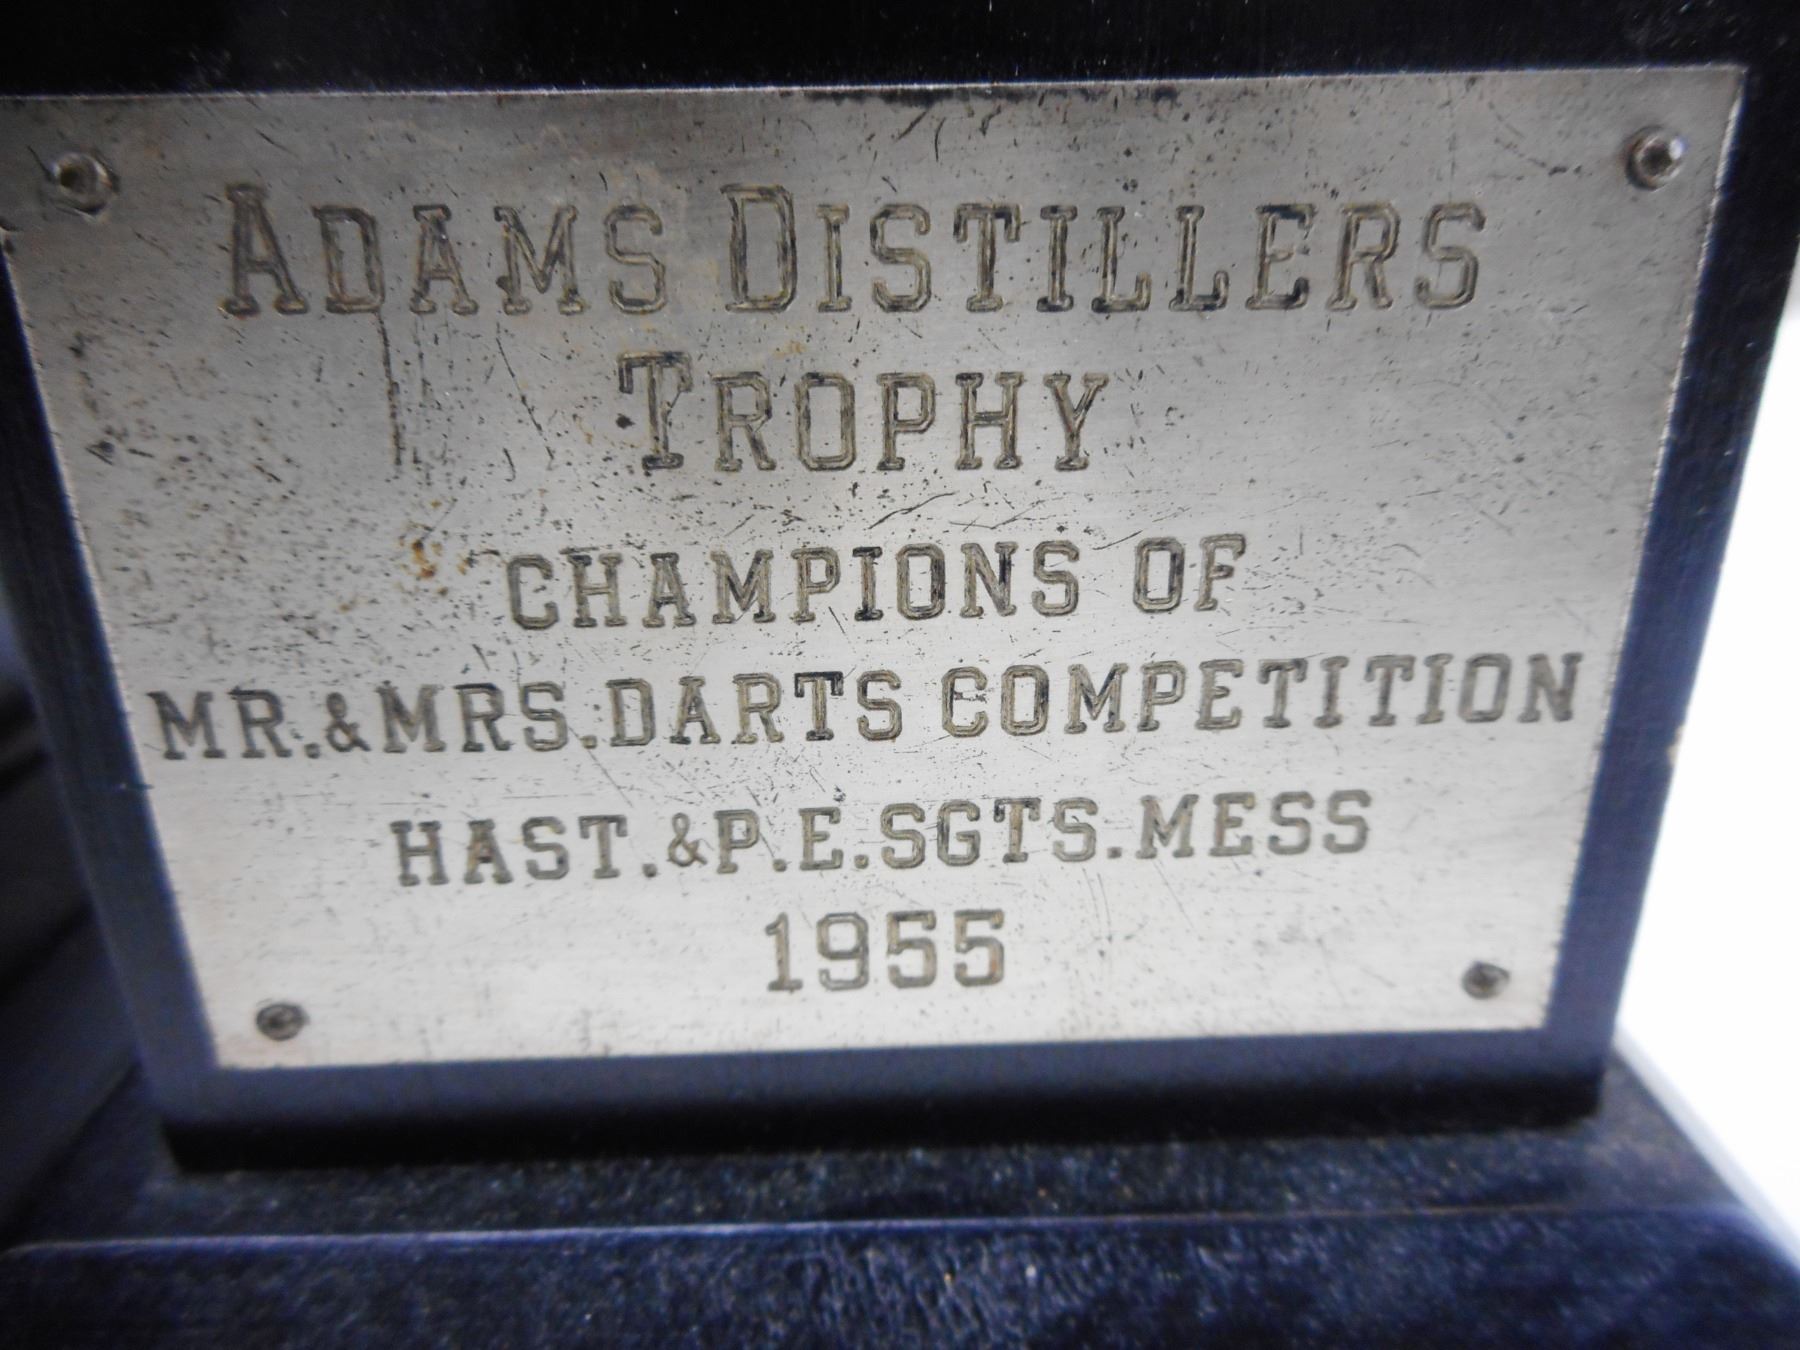 ADAMS DISTILLERS
TROPHY
CHAMPIONS OF
MR.&MRS.DARTS COMPETITION
HAST.&P.E.SGTS.MESS
1955